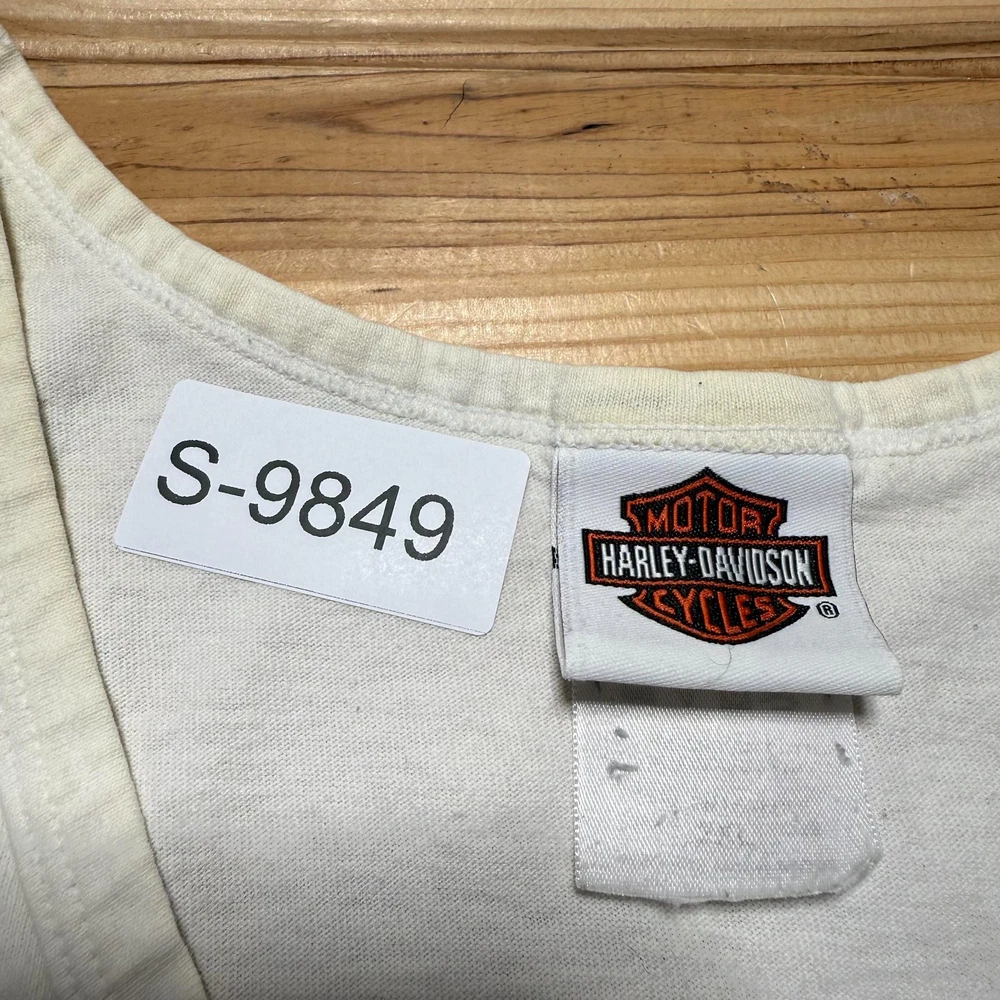 S-9849
MOTOR
HARLEY-DAVIDSON
CYCLES
®